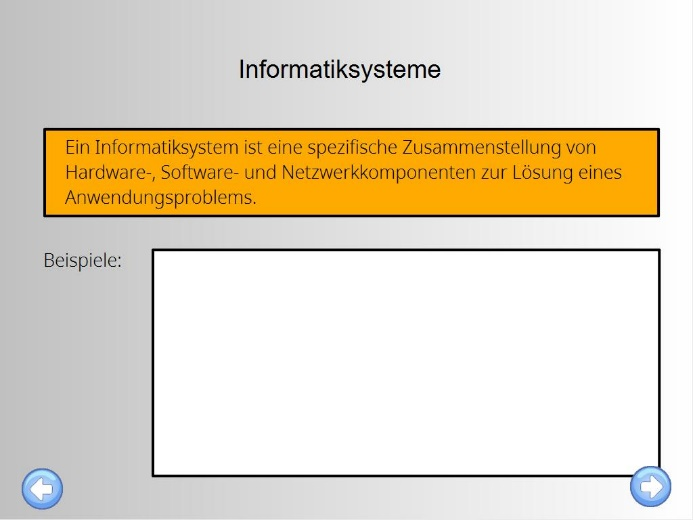 Informatiksysteme
Ein Informatiksystem ist eine spezifische Zusammenstellung von
Hardware-, Software- und Netzwerkkomponenten zur Lösung eines
Anwendungsproblems.
Beispiele: